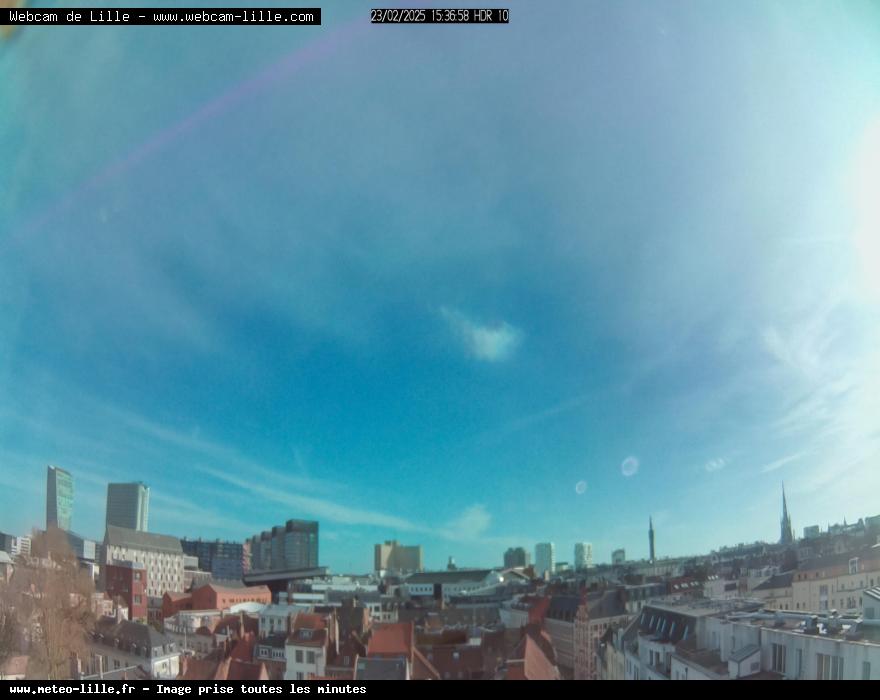 Webcam de Lille - www.webcam-lille.com
23/02/2025 15:36:58 HDR 10
www.meteo-lille.fr - Image prise toutes les minutes